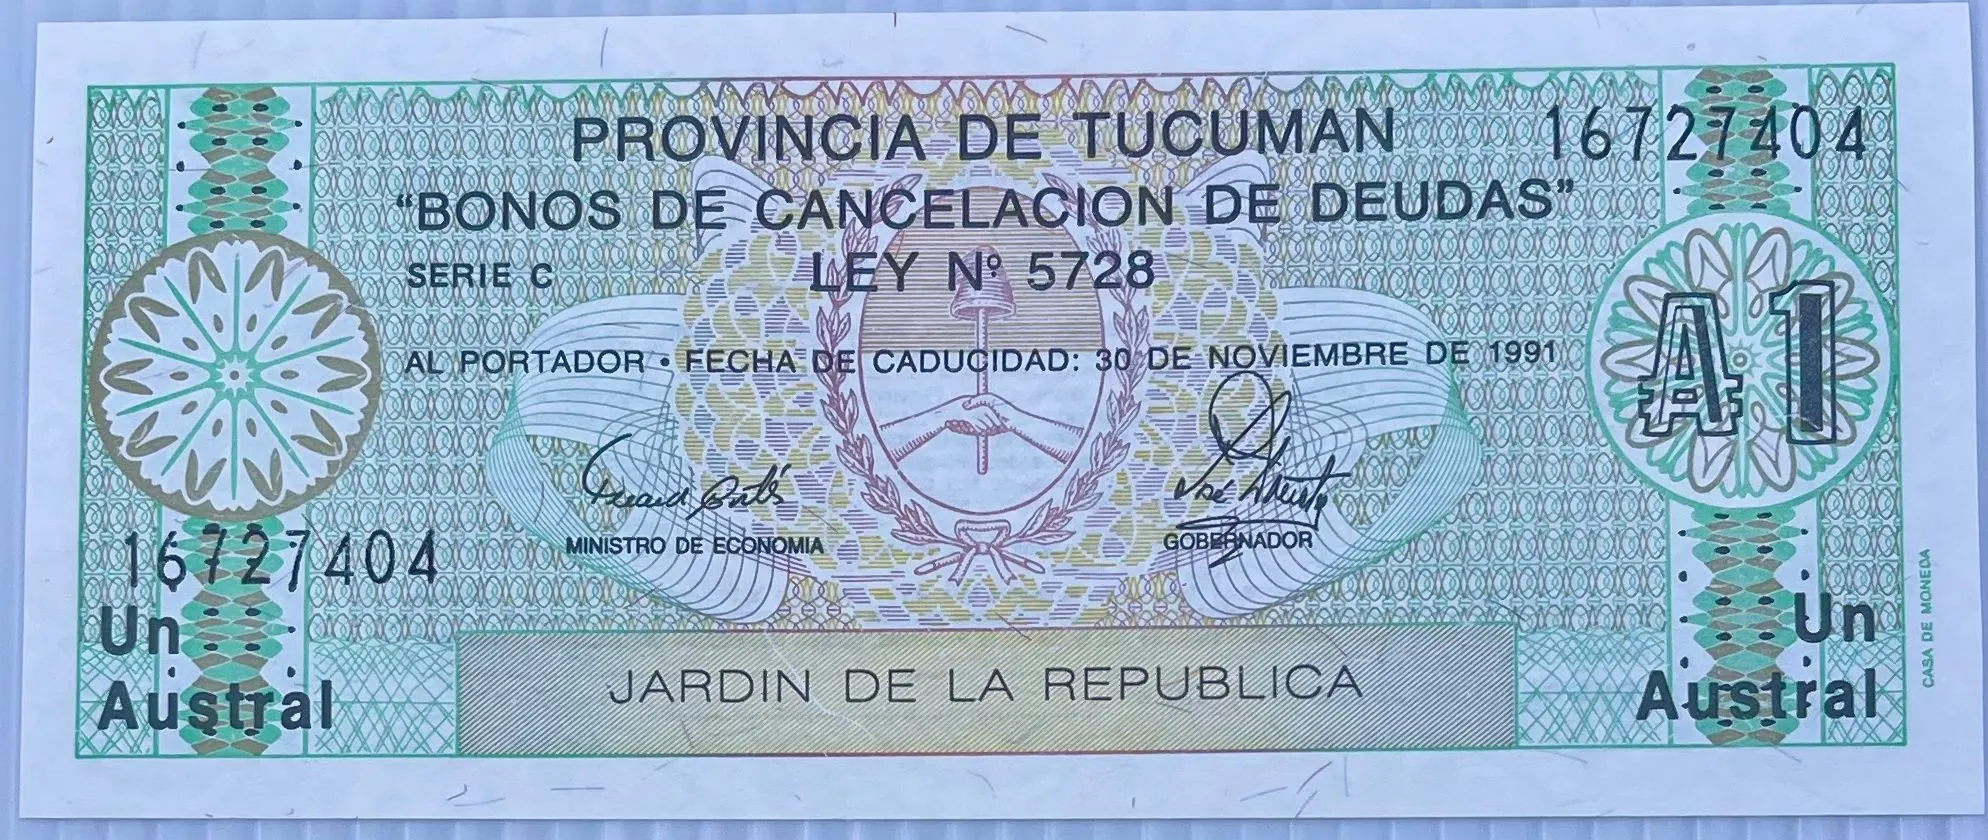 PROVINCIA DE TUCUMAN 16727404
“BONOS DE CANCELACION DE DEUDAS”
SERIE C LEY Nº 5728
AL PORTADOR • FECHA DE CADUCIDAD: 30 DE NOVIEMBRE DE 1991
₳ 1
MINISTRO DE ECONOMIA GOBERNADOR
16727404
Un Austral
Un Austral
JARDIN DE LA REPUBLICA
CASA DE MONEDA